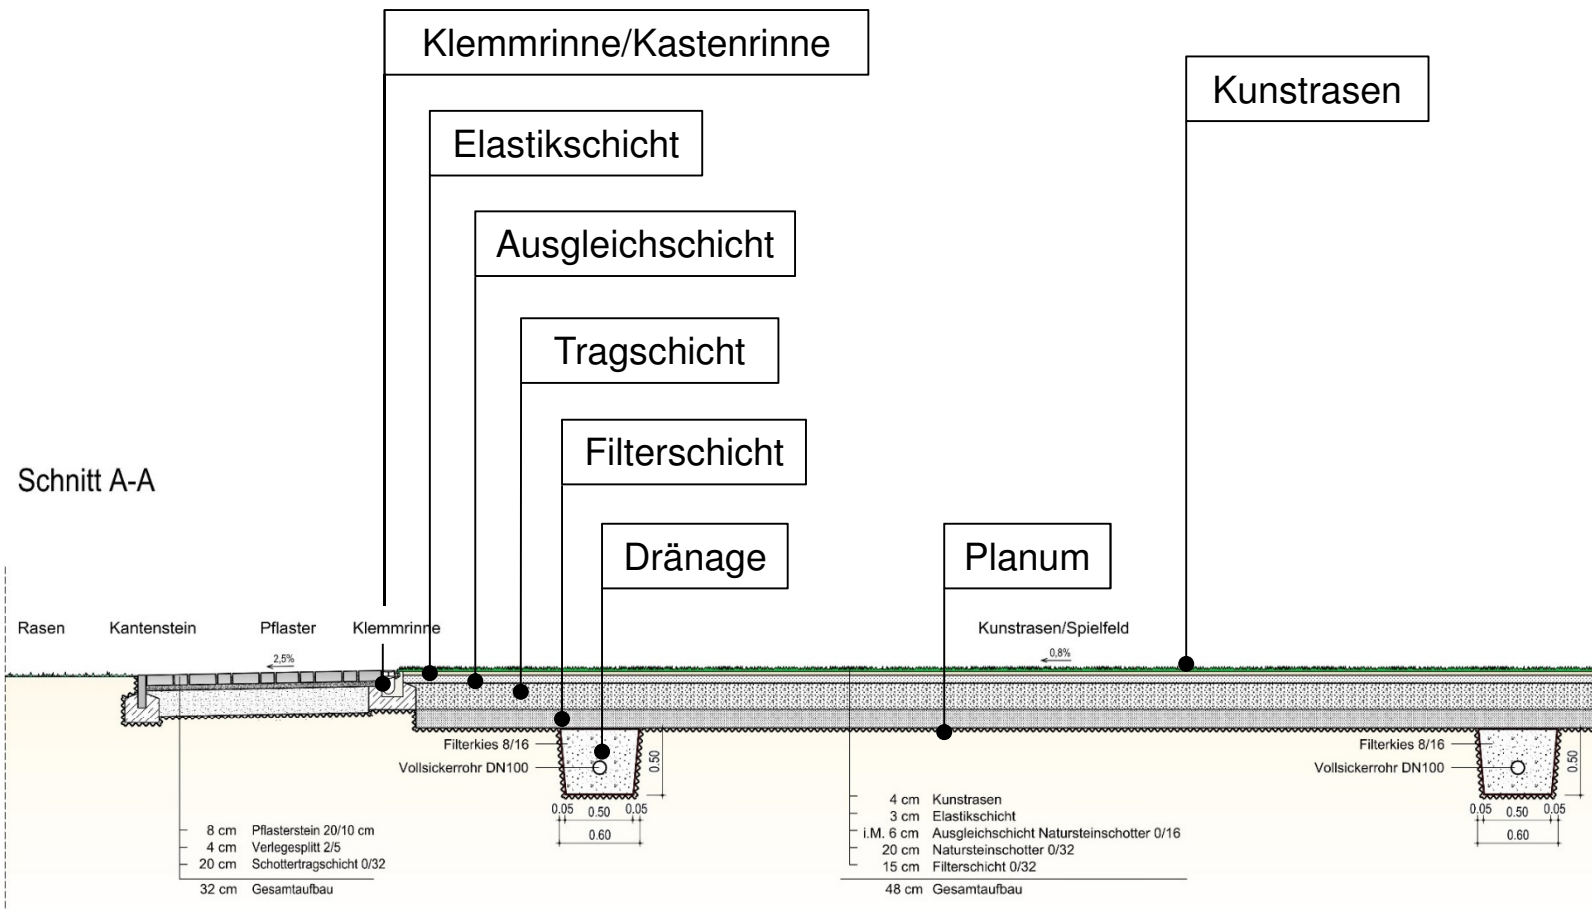 Klemmrinne/Kastenrinne
Kunstrasen
Elastikschicht
Ausgleichschicht
Tragschicht
Filterschicht
Schnitt A-A
Dränage
Planum
Rasen
Kantenstein
Pflaster
Klemmrinne
Kunstrasen/Spielfeld
2,5%
0,8%
Filterkies 8/16
Vollsickerrohr DN100
0.50
0.05 0.50 0.05
0.60
Filterkies 8/16
Vollsickerrohr DN100
0.50
0.05 0.50 0.05
0.60
8 cm Pflasterstein 20/10 cm
4 cm Verlegesplitt 2/5
20 cm Schottertragschicht 0/32
32 cm Gesamtaufbau
4 cm Kunstrasen
3 cm Elastikschicht
i.M. 6 cm Ausgleichschicht Natursteinschotter 0/16
20 cm Natursteinschotter 0/32
15 cm Filterschicht 0/32
48 cm Gesamtaufbau